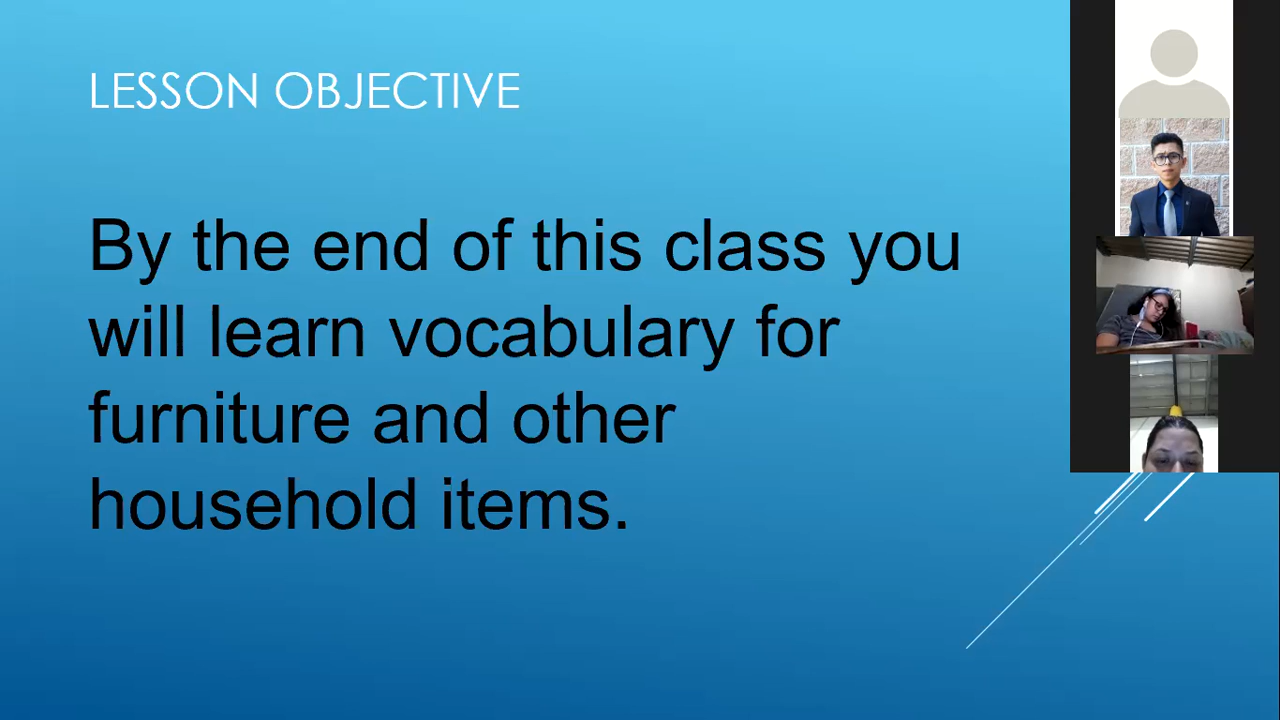 LESSON OBJECTIVE
By the end of this class you
will learn vocabulary for
furniture and other
household items.